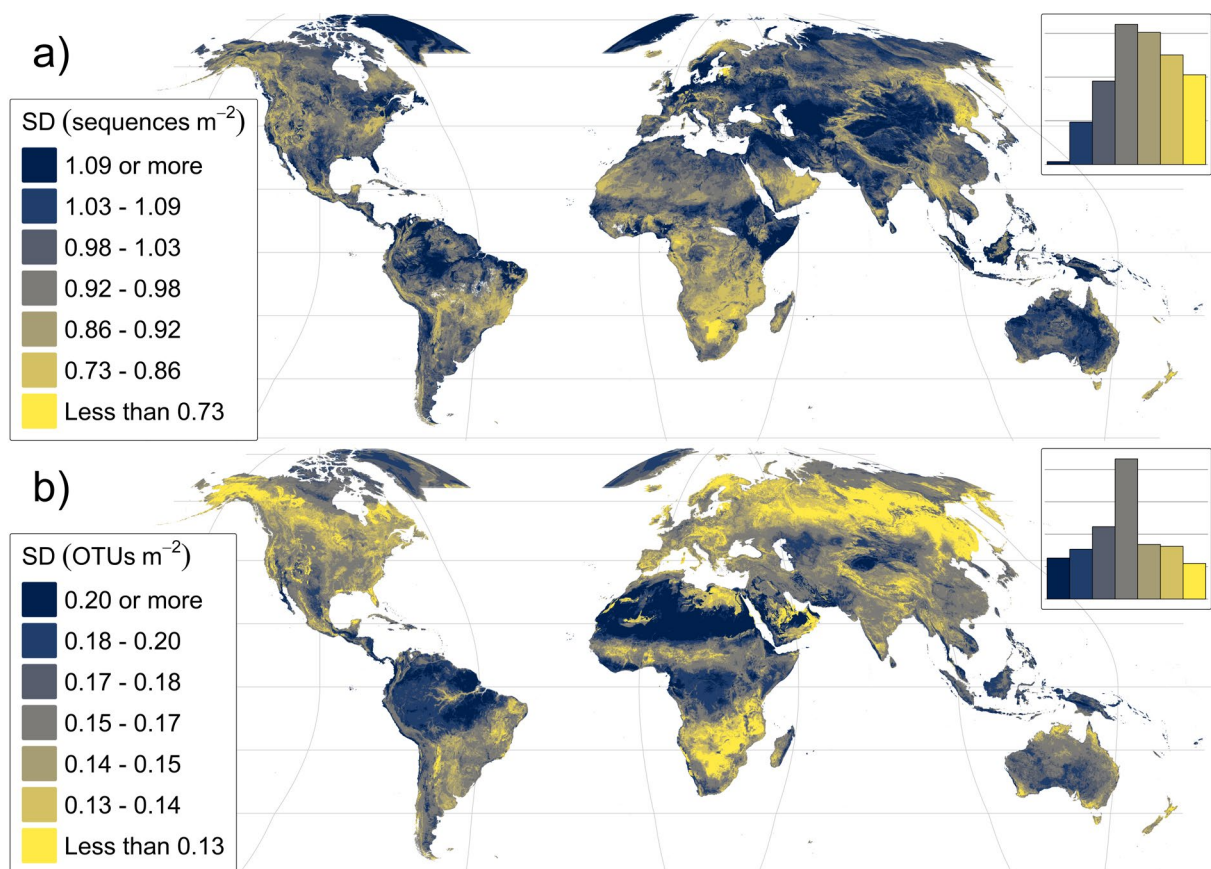 a)
SD (sequences m⁻²)
1.09 or more
1.03 - 1.09
0.98 - 1.03
0.92 - 0.98
0.86 - 0.92
0.73 - 0.86
Less than 0.73
b)
SD (OTUs m⁻²)
0.20 or more
0.18 - 0.20
0.17 - 0.18
0.15 - 0.17
0.14 - 0.15
0.13 - 0.14
Less than 0.13